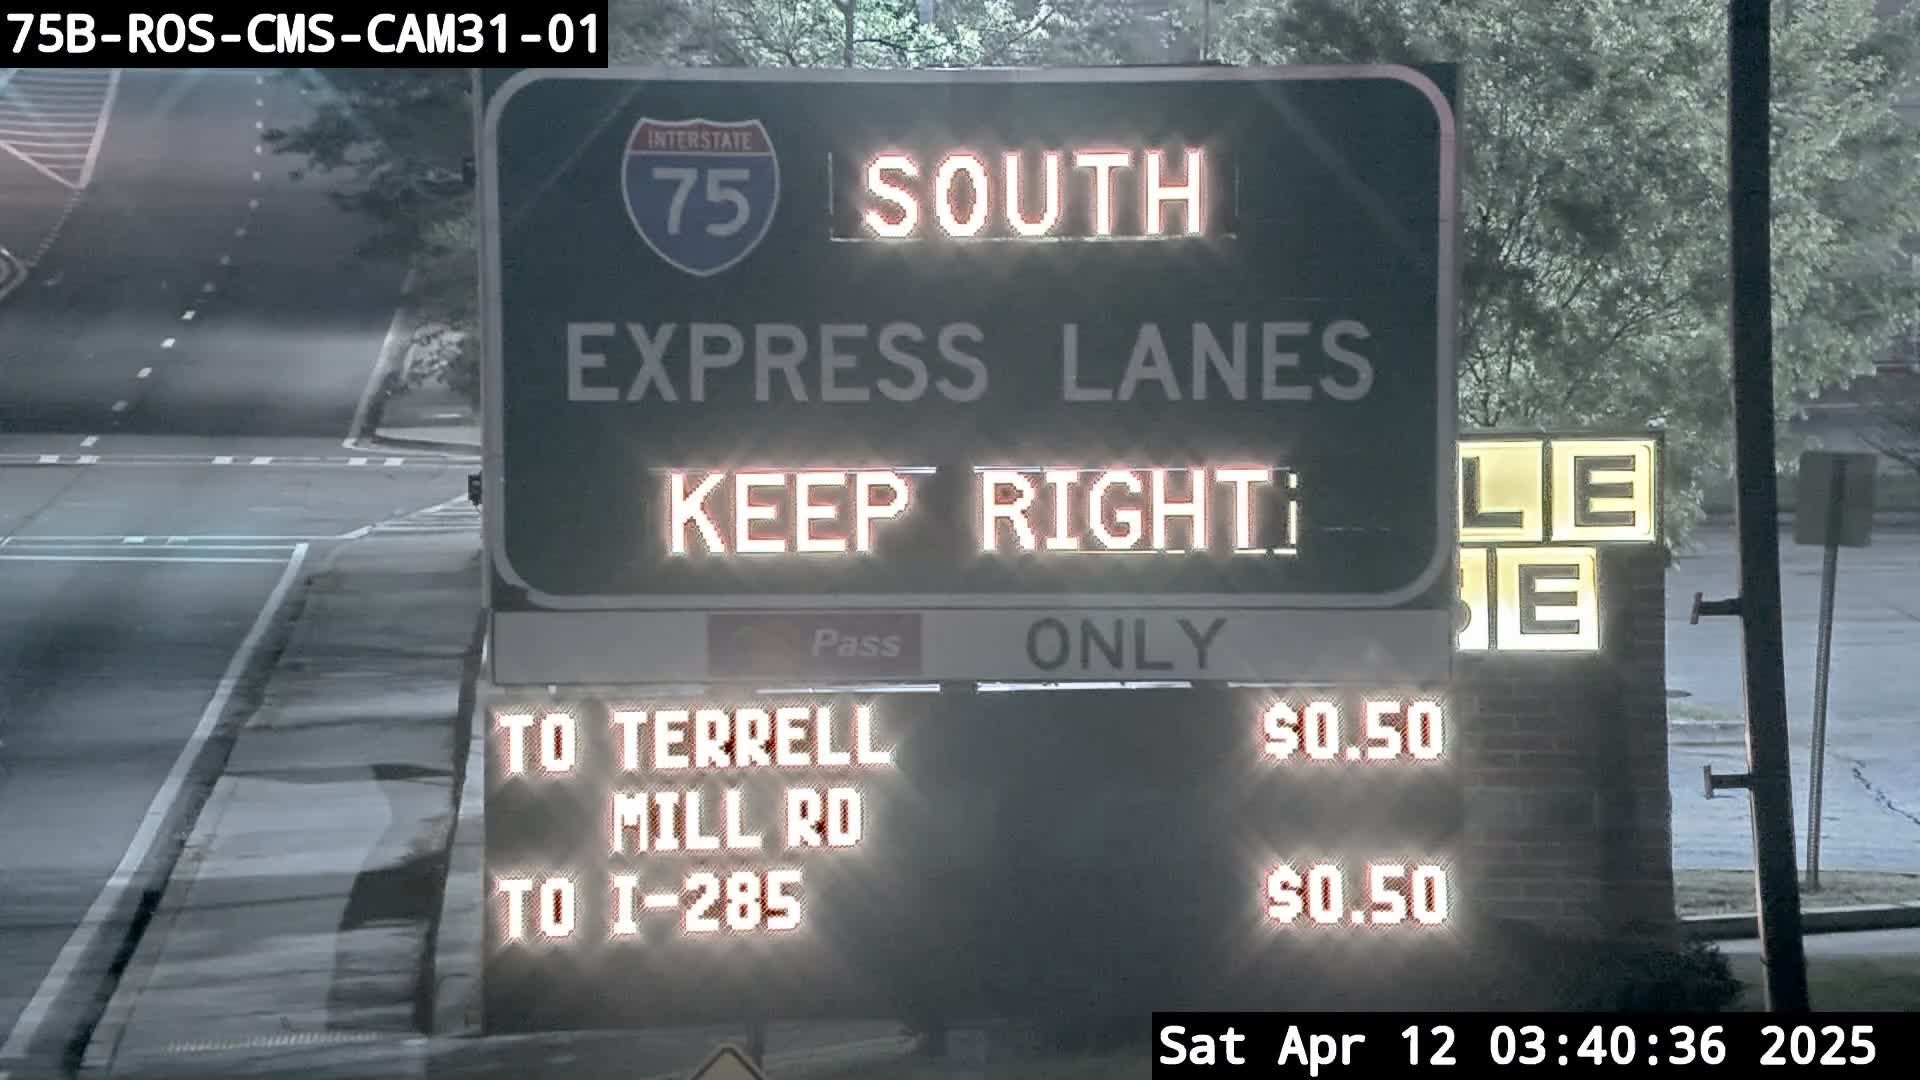 75B-ROS-CMS-CAM31-01
INTERSTATE
75
SOUTH
EXPRESS LANES
KEEP RIGHT
Pass ONLY
TO TERRELL $0.50
MILL RD
TO I-285 $0.50
LE
E
Sat Apr 12 03:40:36 2025